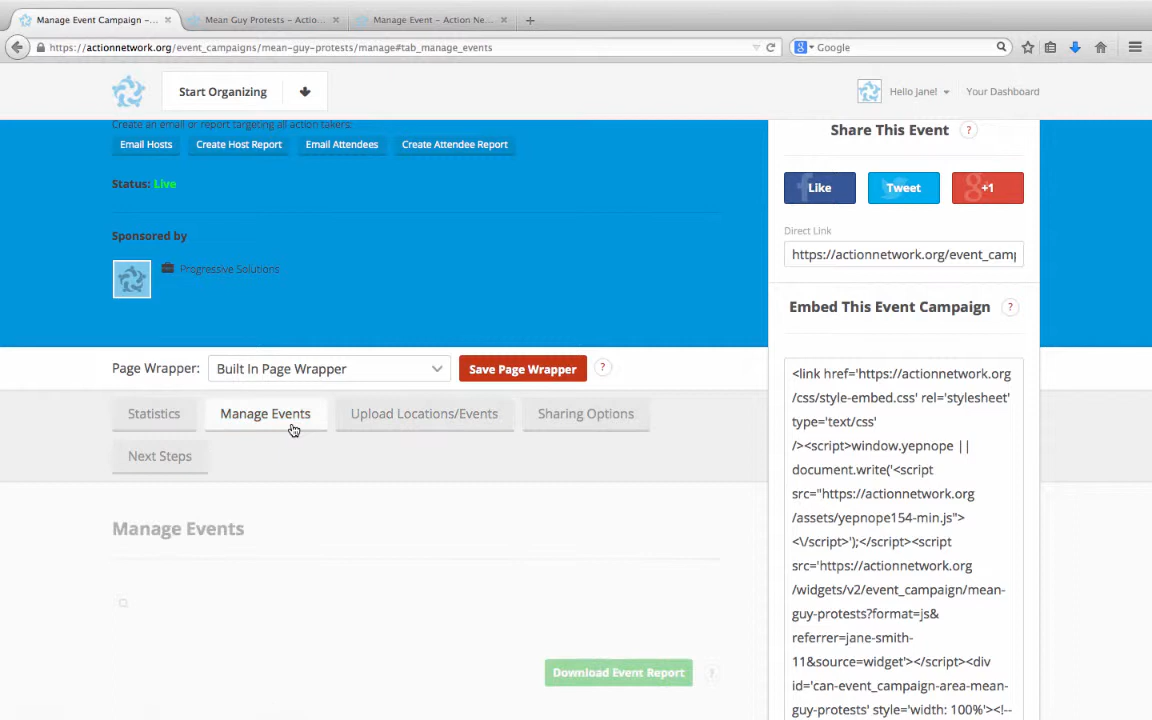 Manage Event Campaign –...
Mean Guy Protests – Actio...
Manage Event – Action Ne...
https://actionnetwork.org/event_campaigns/mean-guy-protests/manage#tab_manage_events
Google
Start Organizing
Hello Jane!
Your Dashboard
Create an email or report targeting all action takers.
Email Hosts
Create Host Report
Email Attendees
Create Attendee Report
Status: Live
Sponsored by
Progressive Solutions
Share This Event ?
Like
Tweet
+1
Direct Link
https://actionnetwork.org/event_camp
Embed This Event Campaign ?
<link href='https://actionnetwork.org
/css/style-embed.css' rel='stylesheet'
type='text/css'
/><script>window.yepnope ||
document.write('<script
src="https://actionnetwork.org
/assets/yepnope154-min.js">
<\/script>');</script><script
src='https://actionnetwork.org
/widgets/v2/event_campaign/mean-
guy-protests?format=js&
referrer=jane-smith-
11&source=widget'></script><div
id='can-event_campaign-area-mean-
guy-protests' style='width: 100%'><!--
Page Wrapper:
Built In Page Wrapper
Save Page Wrapper
?
Statistics
Manage Events
Upload Locations/Events
Sharing Options
Next Steps
Manage Events
Download Event Report
?